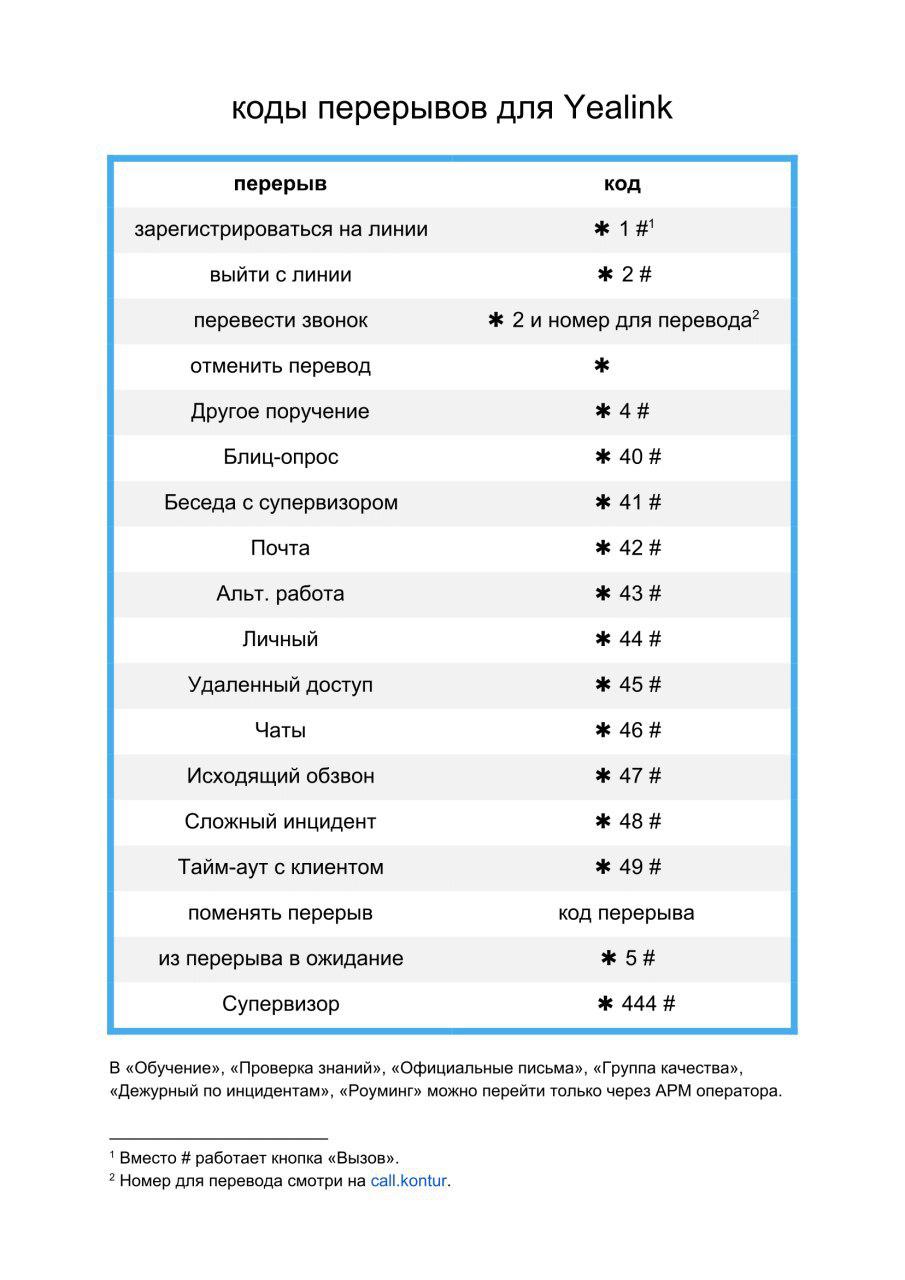 коды перерывов для Yealink
перерыв код
зарегистрироваться на линии ✱ 1 #¹
выйти с линии ✱ 2 #
перевести звонок ✱ 2 и номер для перевода²
отменить перевод ✱
Другое поручение ✱ 4 #
Блиц-опрос ✱ 40 #
Беседа с супервизором ✱ 41 #
Почта ✱ 42 #
Альт. работа ✱ 43 #
Личный ✱ 44 #
Удаленный доступ ✱ 45 #
Чаты ✱ 46 #
Исходящий обзвон ✱ 47 #
Сложный инцидент ✱ 48 #
Тайм-аут с клиентом ✱ 49 #
поменять перерыв код перерыва
из перерыва в ожидание ✱ 5 #
Супервизор ✱ 444 #
В «Обучение», «Проверка знаний», «Официальные письма», «Группа качества»,
«Дежурный по инцидентам», «Роуминг» можно перейти только через АРМ оператора.
¹ Вместо # работает кнопка «Вызов».
² Номер для перевода смотри на call.kontur.